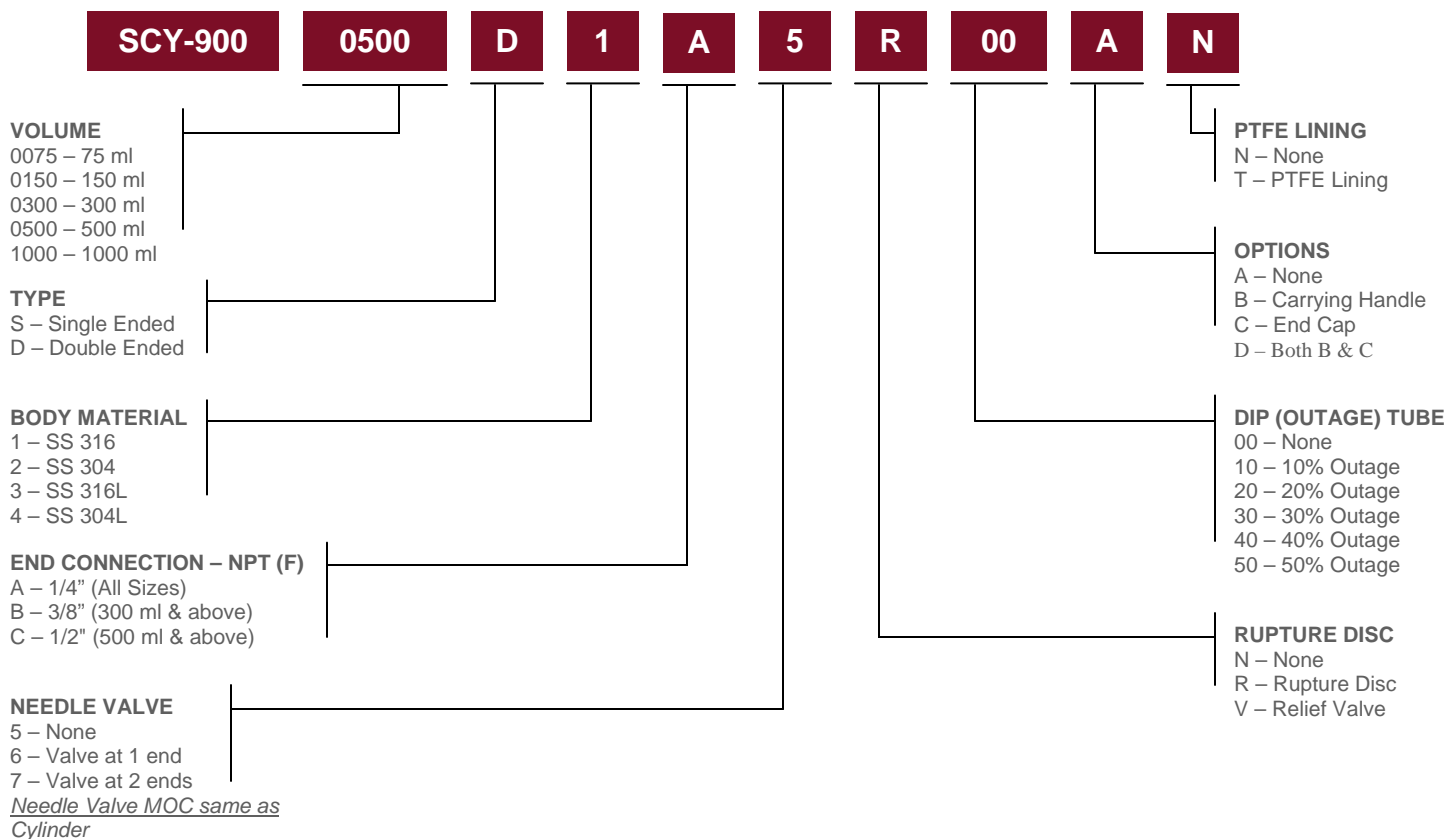 SCY-900 0500 D 1 A 5 R 00 A N
VOLUME
0075 – 75 ml
0150 – 150 ml
0300 – 300 ml
0500 – 500 ml
1000 – 1000 ml
TYPE
S – Single Ended
D – Double Ended
BODY MATERIAL
1 – SS 316
2 – SS 304
3 – SS 316L
4 – SS 304L
END CONNECTION – NPT (F)
A – 1/4” (All Sizes)
B – 3/8” (300 ml & above)
C – 1/2" (500 ml & above)
NEEDLE VALVE
5 – None
6 – Valve at 1 end
7 – Valve at 2 ends
Needle Valve MOC same as
Cylinder
PTFE LINING
N – None
T – PTFE Lining
OPTIONS
A – None
B – Carrying Handle
C – End Cap
D – Both B & C
DIP (OUTAGE) TUBE
00 – None
10 – 10% Outage
20 – 20% Outage
30 – 30% Outage
40 – 40% Outage
50 – 50% Outage
RUPTURE DISC
N – None
R – Rupture Disc
V – Relief Valve